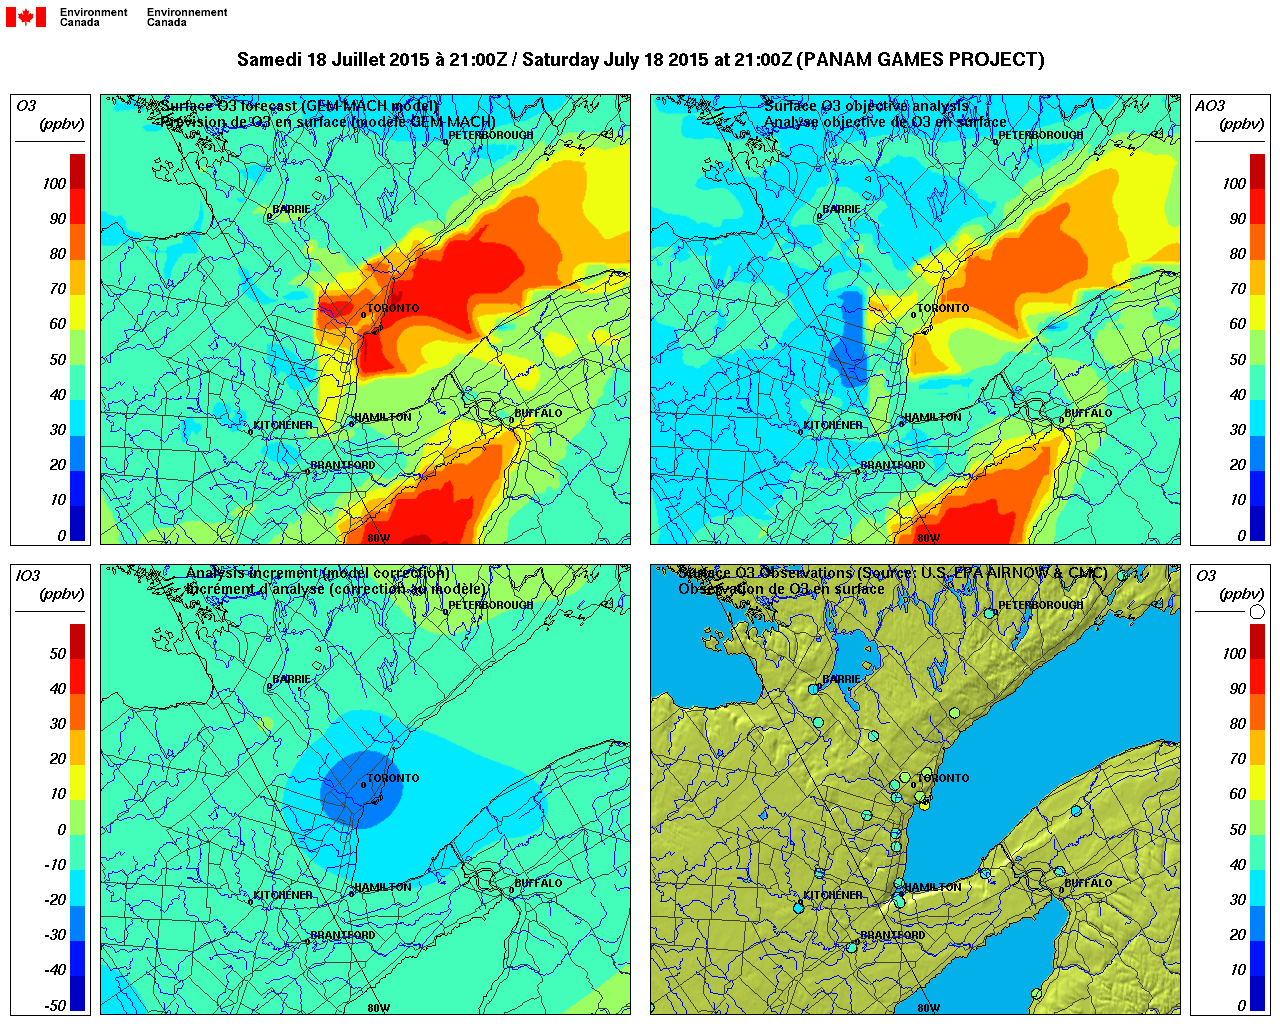 Environment Canada
Environnement Canada
Samedi 18 Juillet 2015 à 21:00Z / Saturday July 18 2015 at 21:00Z (PANAM GAMES PROJECT)
O3
(ppbv)
100
90
80
70
60
50
40
30
20
10
0
Surface O3 forecast (GEM-MACH model)
Prévision de O3 en surface (modèle GEM-MACH)
PETERBOROUGH
BARRIE
TORONTO
HAMILTON
KITCHENER
BUFFALO
BRANTFORD
80W
Surface O3 objective analysis
Analyse objective de O3 en surface
PETERBOROUGH
BARRIE
TORONTO
HAMILTON
KITCHENER
BUFFALO
BRANTFORD
80W
AO3
(ppbv)
100
90
80
70
60
50
40
30
20
10
0
IO3
(ppbv)
50
40
30
20
10
0
-10
-20
-30
-40
-50
Analysis increment (model correction)
Incrément d'analyse (correction au modèle)
PETERBOROUGH
BARRIE
TORONTO
HAMILTON
KITCHENER
BUFFALO
BRANTFORD
80W
Surface O3 Observations (Source: U.S. EPA AIRNOW & CMC)
Observation de O3 en surface
PETERBOROUGH
BARRIE
TORONTO
HAMILTON
KITCHENER
BUFFALO
BRANTFORD
80W
O3
(ppbv)
100
90
80
70
60
50
40
30
20
10
0